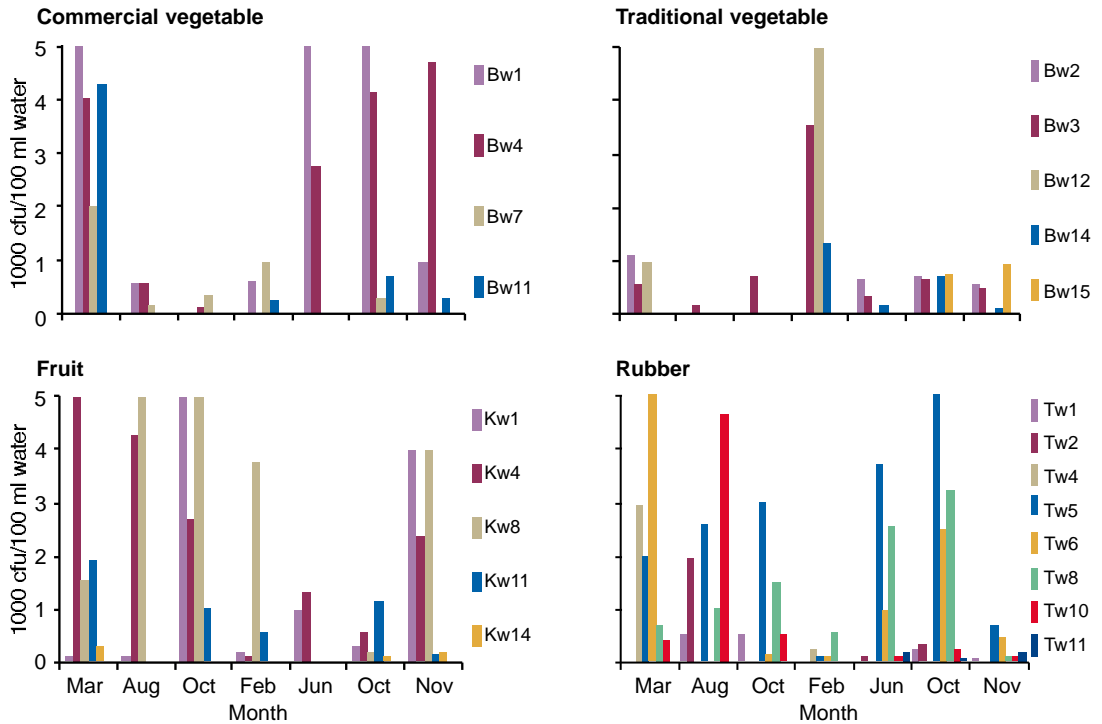 Commercial vegetable
1000 cfu/100 ml water
5
4
3
2
1
0
Bw1
Bw4
Bw7
Bw11
Traditional vegetable
Bw2
Bw3
Bw12
Bw14
Bw15
Fruit
1000 cfu/100 ml water
5
4
3
2
1
0
Mar Aug Oct Feb Jun Oct Nov
Month
Kw1
Kw4
Kw8
Kw11
Kw14
Rubber
Mar Aug Oct Feb Jun Oct Nov
Month
Tw1
Tw2
Tw4
Tw5
Tw6
Tw8
Tw10
Tw11